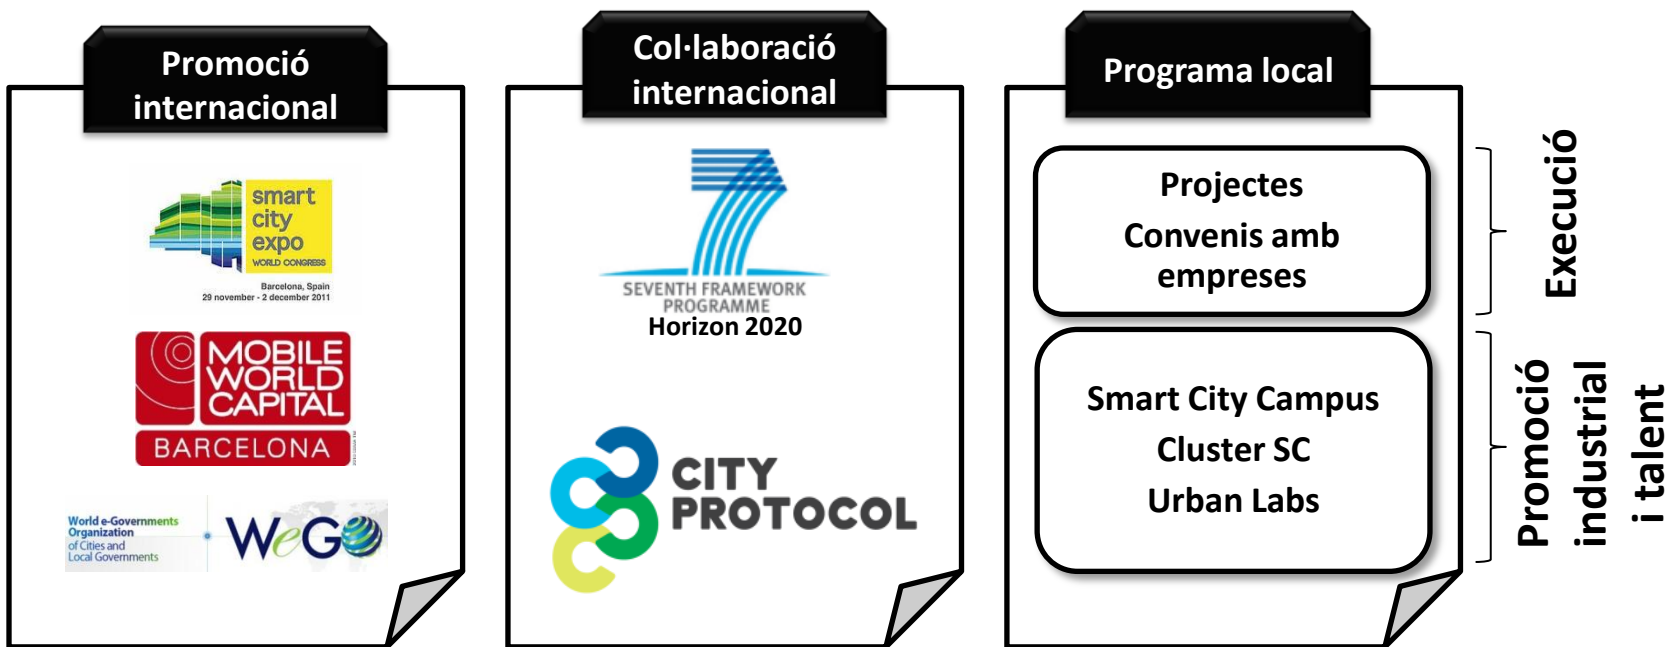 Promoció
internacional
smart
city
expo
WORLD CONGRESS
Barcelona, Spain
29 november - 2 december 2011
MOBILE
WORLD
CAPITAL
BARCELONA
World e-Governments
Organization
of Cities and
Local Governments
WeGO
Col·laboració
internacional
SEVENTH FRAMEWORK
PROGRAMME
Horizon 2020
CITY
PROTOCOL
Programa local
Projectes
Convenis amb
empreses
Smart City Campus
Cluster SC
Urban Labs
Execució
Promoció
industrial
i talent